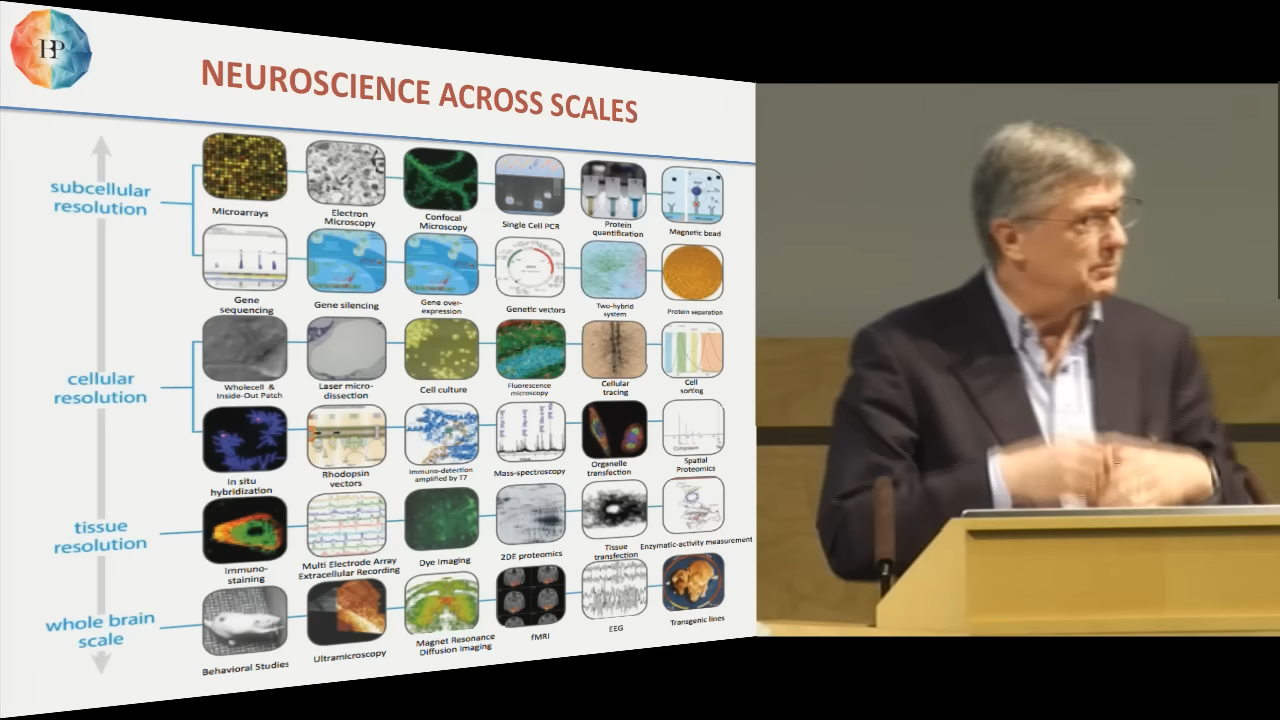 HBP
NEUROSCIENCE ACROSS SCALES
subcellular
resolution
Microarrays
Electron
Microscopy
Confocal
Microscopy
Single Cell PCR
Protein
quantification
Magnetic bead
Gene
sequencing
Gene silencing
Gene over-
expression
Genetic vectors
Two-hybrid
system
Protein separation
cellular
resolution
Wholecell &
Inside-Out Patch
Laser micro-
dissection
Cell culture
Fluorescence
microscopy
Cellular
tracing
Cell
sorting
In situ
hybridization
Rhodopsin
vectors
Immuno-detection
amplified by T7
Mass-spectroscopy
Organelle
transfection
Cytoplasm
Spatial
Proteomics
tissue
resolution
Immuno-
staining
Multi Electrode Array
Extracellular Recording
Dye Imaging
2DE proteomics
Tissue
transfection
Enzymatic-activity measurement
whole brain
scale
Behavioral Studies
Ultramicroscopy
Magnet Resonance
Diffusion Imaging
fMRI
EEG
Transgenic lines